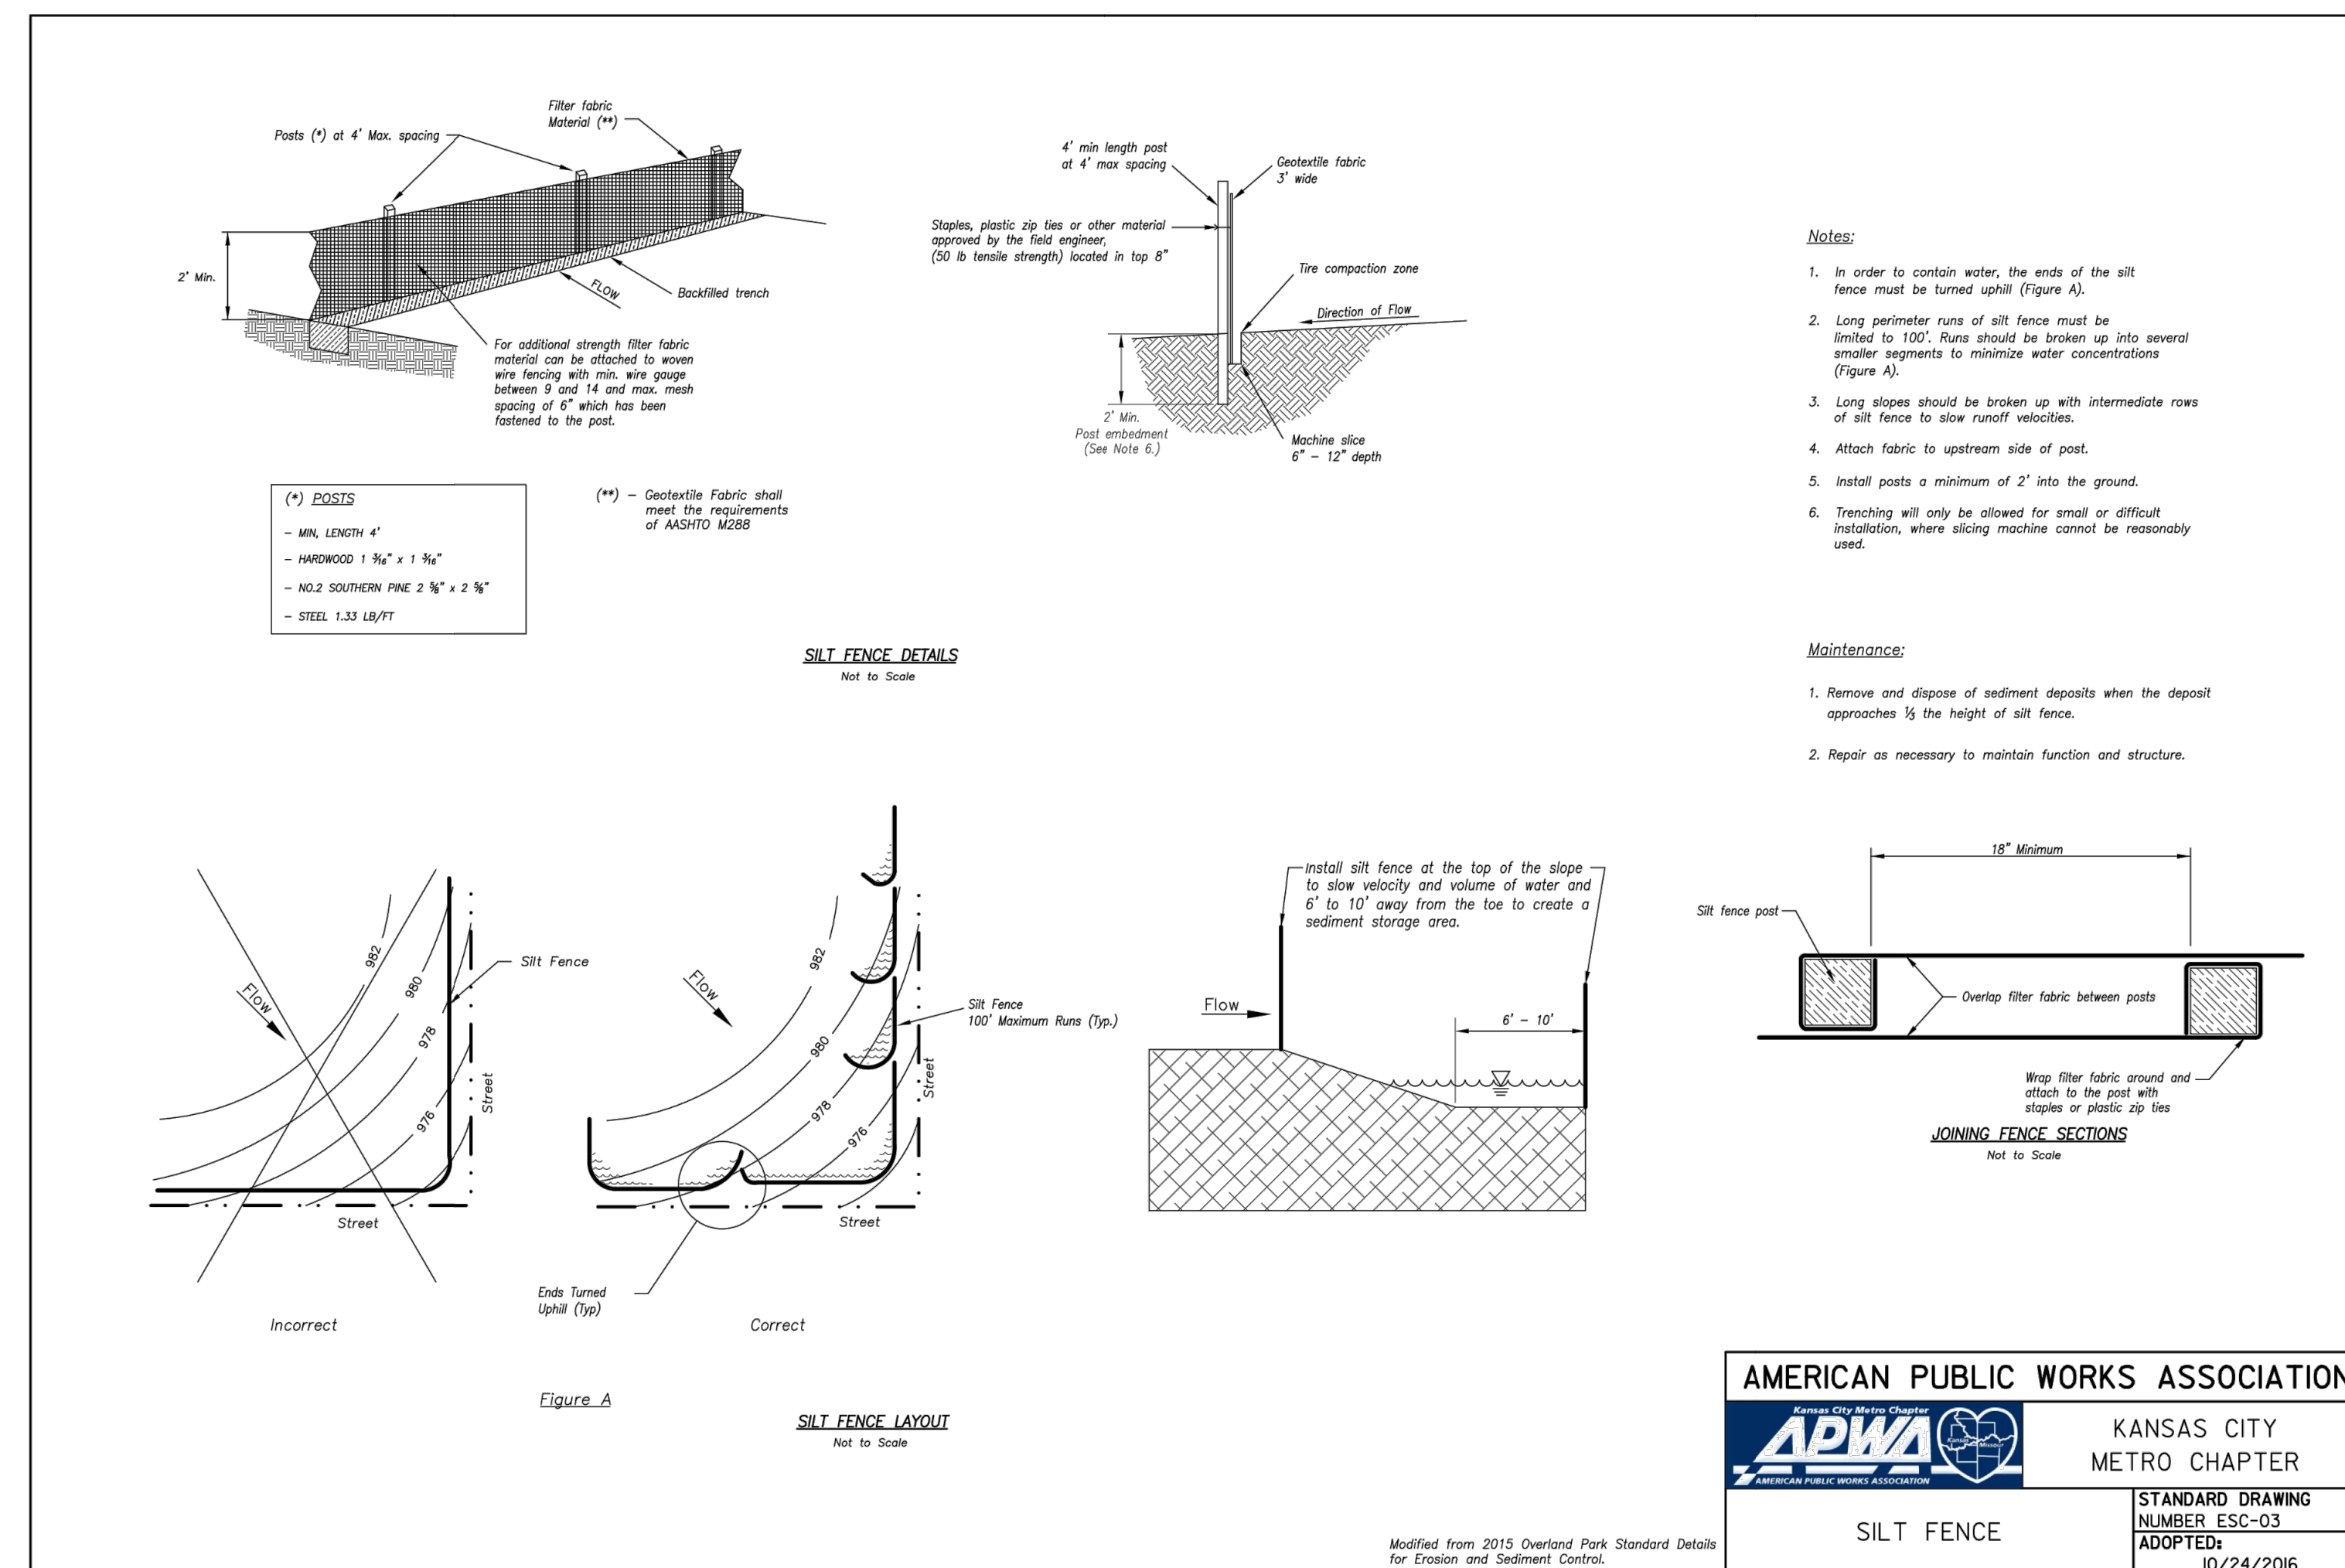 Posts (*) at 4' Max. spacing
Filter fabric
Material (**)
2' Min.
FLOW
Backfilled trench
For additional strength filter fabric
material can be attached to woven
wire fencing with min. wire gauge
between 9 and 14 and max. mesh
spacing of 6" which has been
fastened to the post.
(*) POSTS
- MIN, LENGTH 4'
- HARDWOOD 1 3/16" x 1 3/16"
- NO.2 SOUTHERN PINE 2 5/8" x 2 5/8"
- STEEL 1.33 LB/FT
(**) - Geotextile Fabric shall
meet the requirements
of AASHTO M288
4' min length post
at 4' max spacing
Geotextile fabric
3' wide
Staples, plastic zip ties or other material
approved by the field engineer,
(50 lb tensile strength) located in top 8"
Tire compaction zone
Direction of Flow
2' Min.
Post embedment
(See Note 6.)
Machine slice
6" - 12" depth
SILT FENCE DETAILS
Not to Scale
Notes:
1. In order to contain water, the ends of the silt
fence must be turned uphill (Figure A).
2. Long perimeter runs of silt fence must be
limited to 100'. Runs should be broken up into several
smaller segments to minimize water concentrations
(Figure A).
3. Long slopes should be broken up with intermediate rows
of silt fence to slow runoff velocities.
4. Attach fabric to upstream side of post.
5. Install posts a minimum of 2' into the ground.
6. Trenching will only be allowed for small or difficult
installation, where slicing machine cannot be reasonably
used.
Maintenance:
1. Remove and dispose of sediment deposits when the deposit
approaches 1/3 the height of silt fence.
2. Repair as necessary to maintain function and structure.
Flow
982
980
978
976
Silt Fence
Street
Street
Incorrect
Flow
982
980
978
976
Silt Fence
100' Maximum Runs (Typ.)
Street
Street
Ends Turned
Uphill (Typ)
Correct
Figure A
SILT FENCE LAYOUT
Not to Scale
Install silt fence at the top of the slope
to slow velocity and volume of water and
6' to 10' away from the toe to create a
sediment storage area.
Flow
6' - 10'
18" Minimum
Silt fence post
Overlap filter fabric between posts
Wrap filter fabric around and
attach to the post with
staples or plastic zip ties
JOINING FENCE SECTIONS
Not to Scale
Modified from 2015 Overland Park Standard Details
for Erosion and Sediment Control.
AMERICAN PUBLIC WORKS ASSOCIATION
Kansas City Metro Chapter
APWA
Kansas
Missouri
AMERICAN PUBLIC WORKS ASSOCIATION
KANSAS CITY
METRO CHAPTER
SILT FENCE
STANDARD DRAWING
NUMBER ESC-03
ADOPTED:
10/24/2016